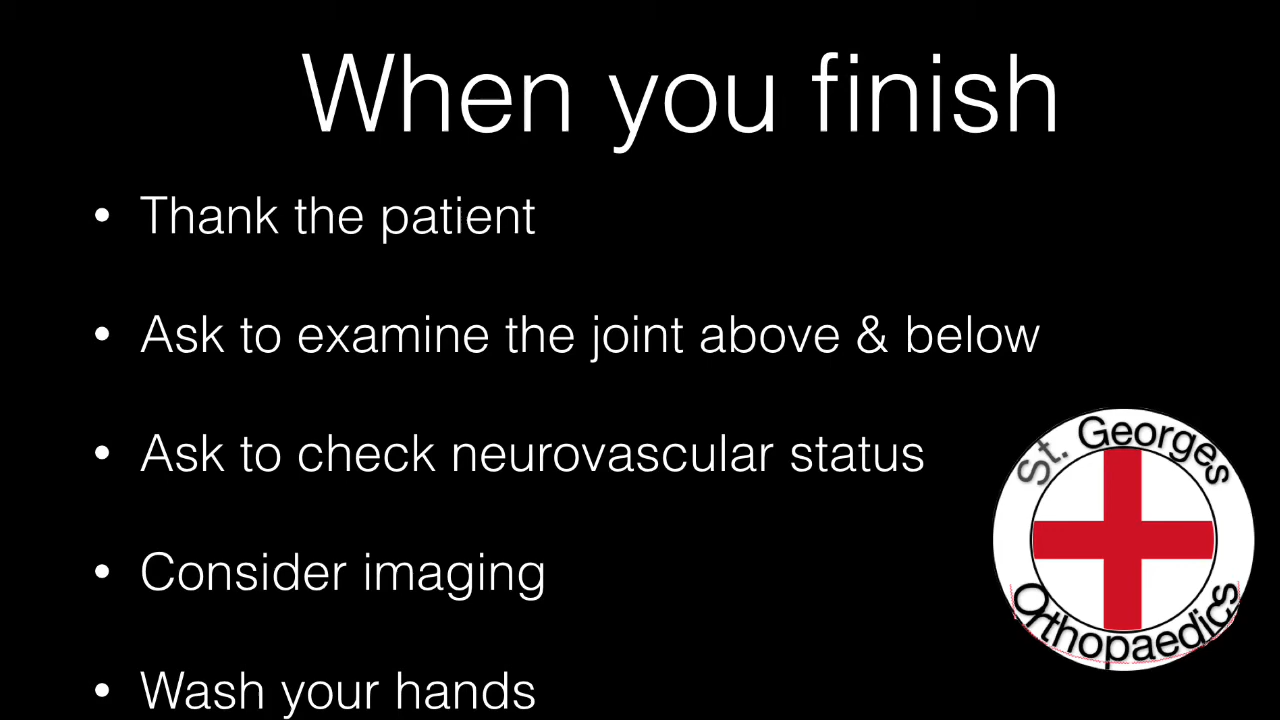 When you finish
• Thank the patient
• Ask to examine the joint above & below
• Ask to check neurovascular status
• Consider imaging
• Wash your hands
St. Georges
Orthopaedics